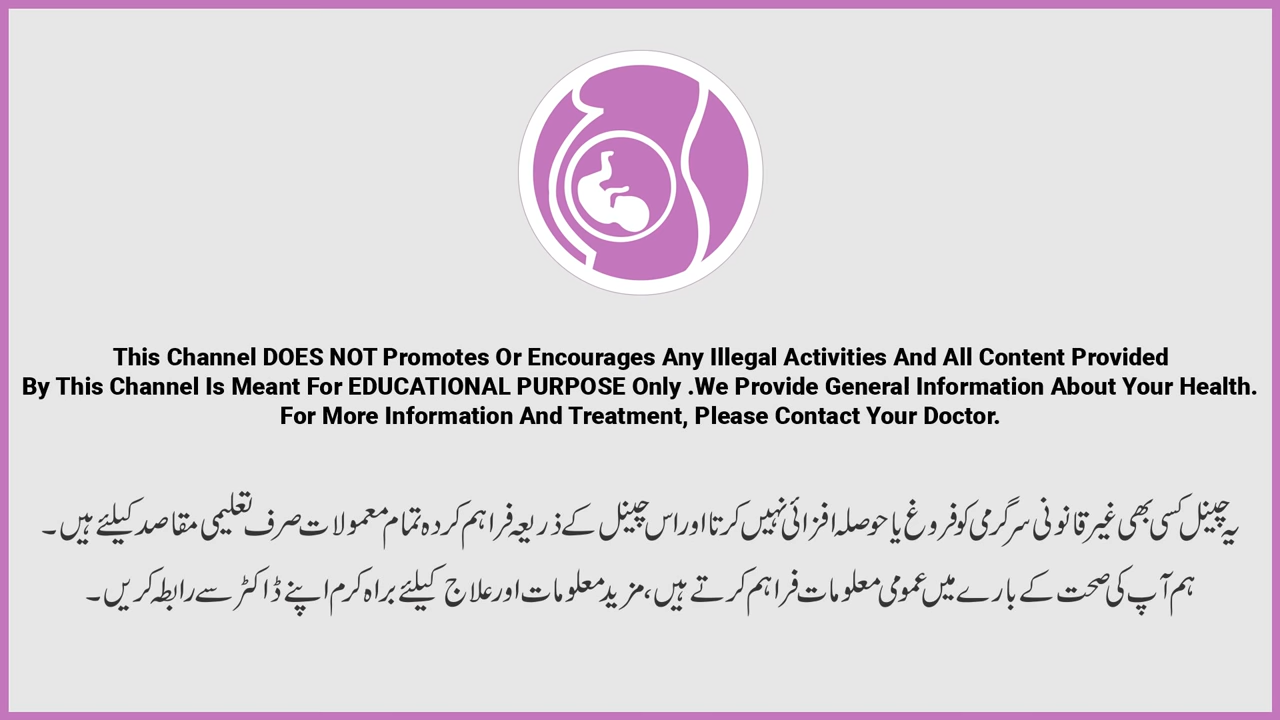 This Channel DOES NOT Promotes Or Encourages Any Illegal Activities And All Content Provided
By This Channel Is Meant For EDUCATIONAL PURPOSE Only .We Provide General Information About Your Health.
For More Information And Treatment, Please Contact Your Doctor.
یہ چینل کسی بھی غیر قانونی سرگرمی کو فروغ یا حوصلہ افزائی نہیں کرتا اور اس چینل کے ذریعہ فراہم کردہ تمام معمولات صرف تعلیمی مقاصد کیلئے ہیں۔
ہم آپ کی صحت کے بارے میں عمومی معلومات فراہم کرتے ہیں، مزید معلومات اور علاج کیلئے براہ کرم اپنے ڈاکٹر سے رابطہ کریں۔